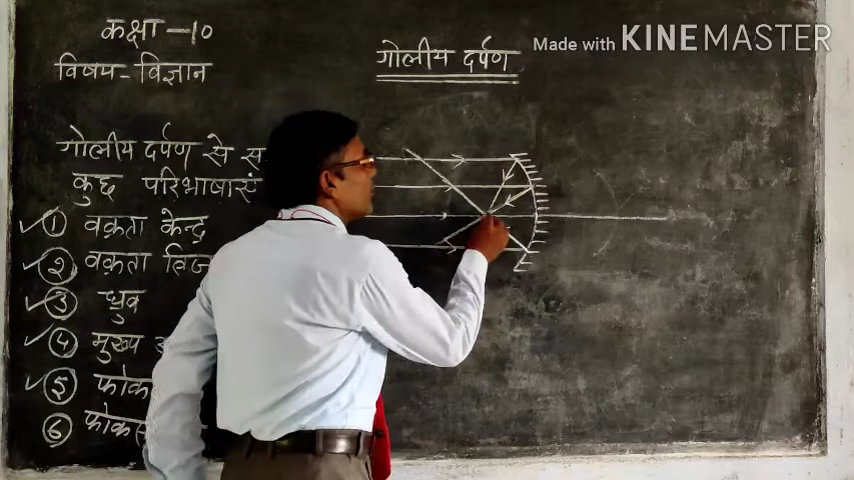 कक्षा - 10
विषय - विज्ञान
गोलीय दर्पण
Made with KINEMASTER
गोलीय दर्पण से
कुछ परिभाषाएं
① वक्रता केन्द्र
② वक्रता
③ ध्रुव
④ मुख्य
⑤
⑥